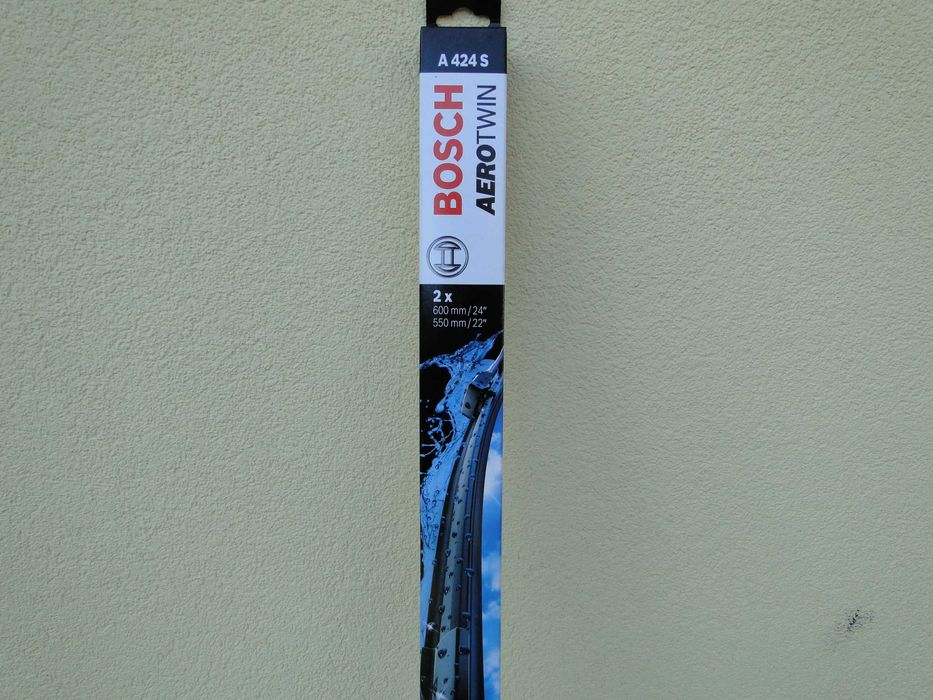 A 424 S
BOSCH
AEROTWIN
2 x
600 mm/24"
550 mm/22"